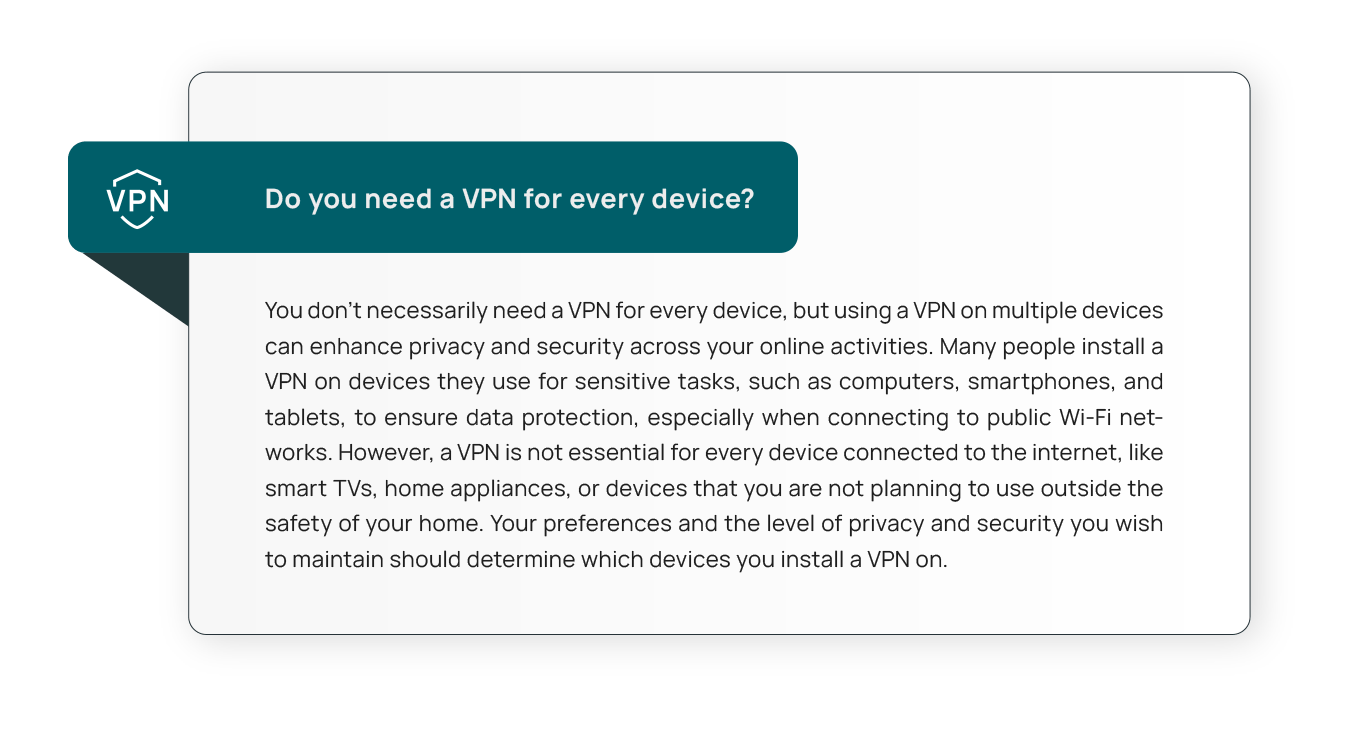 VPN
Do you need a VPN for every device?
You don’t necessarily need a VPN for every device, but using a VPN on multiple devices
can enhance privacy and security across your online activities. Many people install a
VPN on devices they use for sensitive tasks, such as computers, smartphones, and
tablets, to ensure data protection, especially when connecting to public Wi-Fi net-
works. However, a VPN is not essential for every device connected to the internet, like
smart TVs, home appliances, or devices that you are not planning to use outside the
safety of your home. Your preferences and the level of privacy and security you wish
to maintain should determine which devices you install a VPN on.